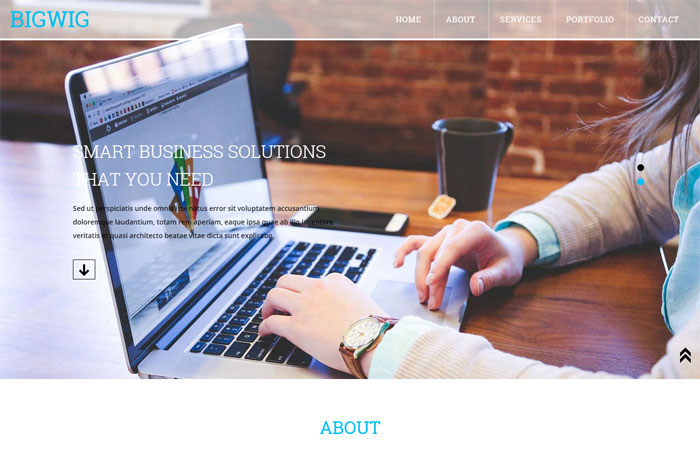 BIGWIG
HOME ABOUT SERVICES PORTFOLIO CONTACT
SMART BUSINESS SOLUTIONS
THAT YOU NEED
Sed ut perspiciatis unde omnis iste natus error sit voluptatem accusantium
doloremque laudantium, totam rem aperiam, eaque ipsa quae ab illo inventore
veritatis et quasi architecto beatae vitae dicta sunt explicabo.
ABOUT